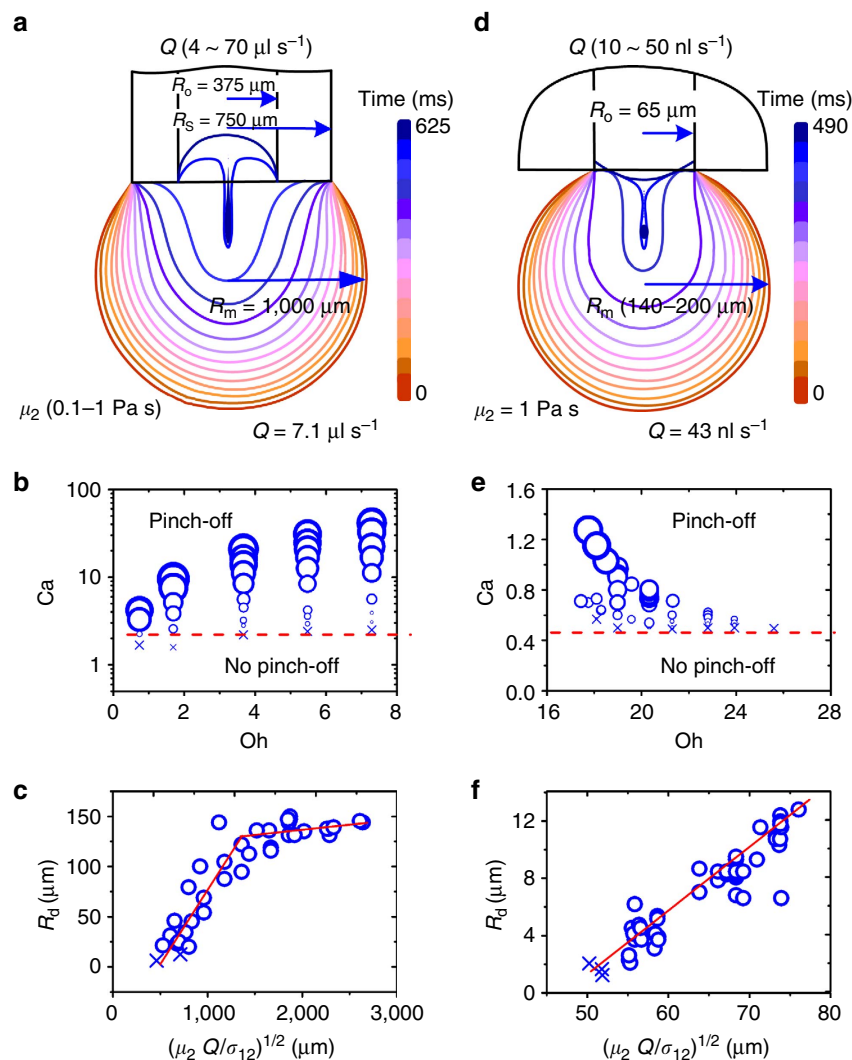 a
Q (4 ~ 70 μl s⁻¹)
Rₒ = 375 μm
R_S = 750 μm
Time (ms)
625
0
R_m = 1,000 μm
μ₂ (0.1–1 Pa s)
Q = 7.1 μl s⁻¹
d
Q (10 ~ 50 nl s⁻¹)
Rₒ = 65 μm
Time (ms)
490
0
R_m (140–200 μm)
μ₂ = 1 Pa s
Q = 43 nl s⁻¹
b
100
10
1
Ca
Pinch-off
No pinch-off
0 2 4 6 8
Oh
e
1.6
1.2
0.8
0.4
0.0
Ca
Pinch-off
No pinch-off
16 20 24 28
Oh
c
150
100
50
0
R_d (μm)
0 1,000 2,000 3,000
(μ₂ Q/σ₁₂)^1/2 (μm)
f
12
8
4
0
R_d (μm)
50 60 70 80
(μ₂ Q/σ₁₂)^1/2 (μm)